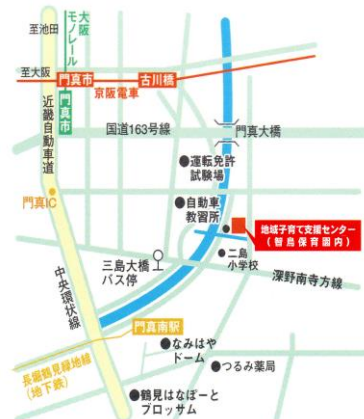 至池田
大阪
モノレール
至大阪
門真市
古川橋
京阪電車
門真市
近畿自動車道
国道163号線
門真大橋
●運転免許
試験場
門真IC
●自動車
教習所
地域子育て支援センター
(智鳥保育園内)
三島大橋
バス停
●二島
小学校
深野南寺方線
中央環状線
門真南駅
●なみはや
ドーム
長堀鶴見緑地線
(地下鉄)
●つるみ薬局
●鶴見はなぽーと
ブロッサム